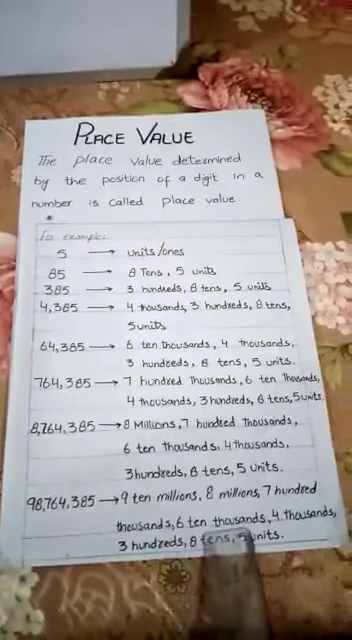 PLACE VALUE
The place value determined
by the position of a digit in a
number is called place value.
For example:
5 → units/ones
85 → 8 Tens, 5 units
385 → 3 hundreds, 8 tens, 5 units
4,385 → 4 thousands, 3 hundreds, 8 tens,
5 units
64,385 → 6 ten thousands, 4 thousands,
3 hundreds, 8 tens, 5 units.
764,385 → 7 hundred thousands, 6 ten thousands,
4 thousands, 3 hundreds, 8 tens, 5 units.
8,764,385 → 8 Millions, 7 hundred thousands,
6 ten thousands, 4 thousands,
3 hundreds, 8 tens, 5 units.
98,764,385 → 9 ten millions, 8 millions, 7 hundred
thousands, 6 ten thousands, 4 thousands,
3 hundreds, 8 tens, 5 units.